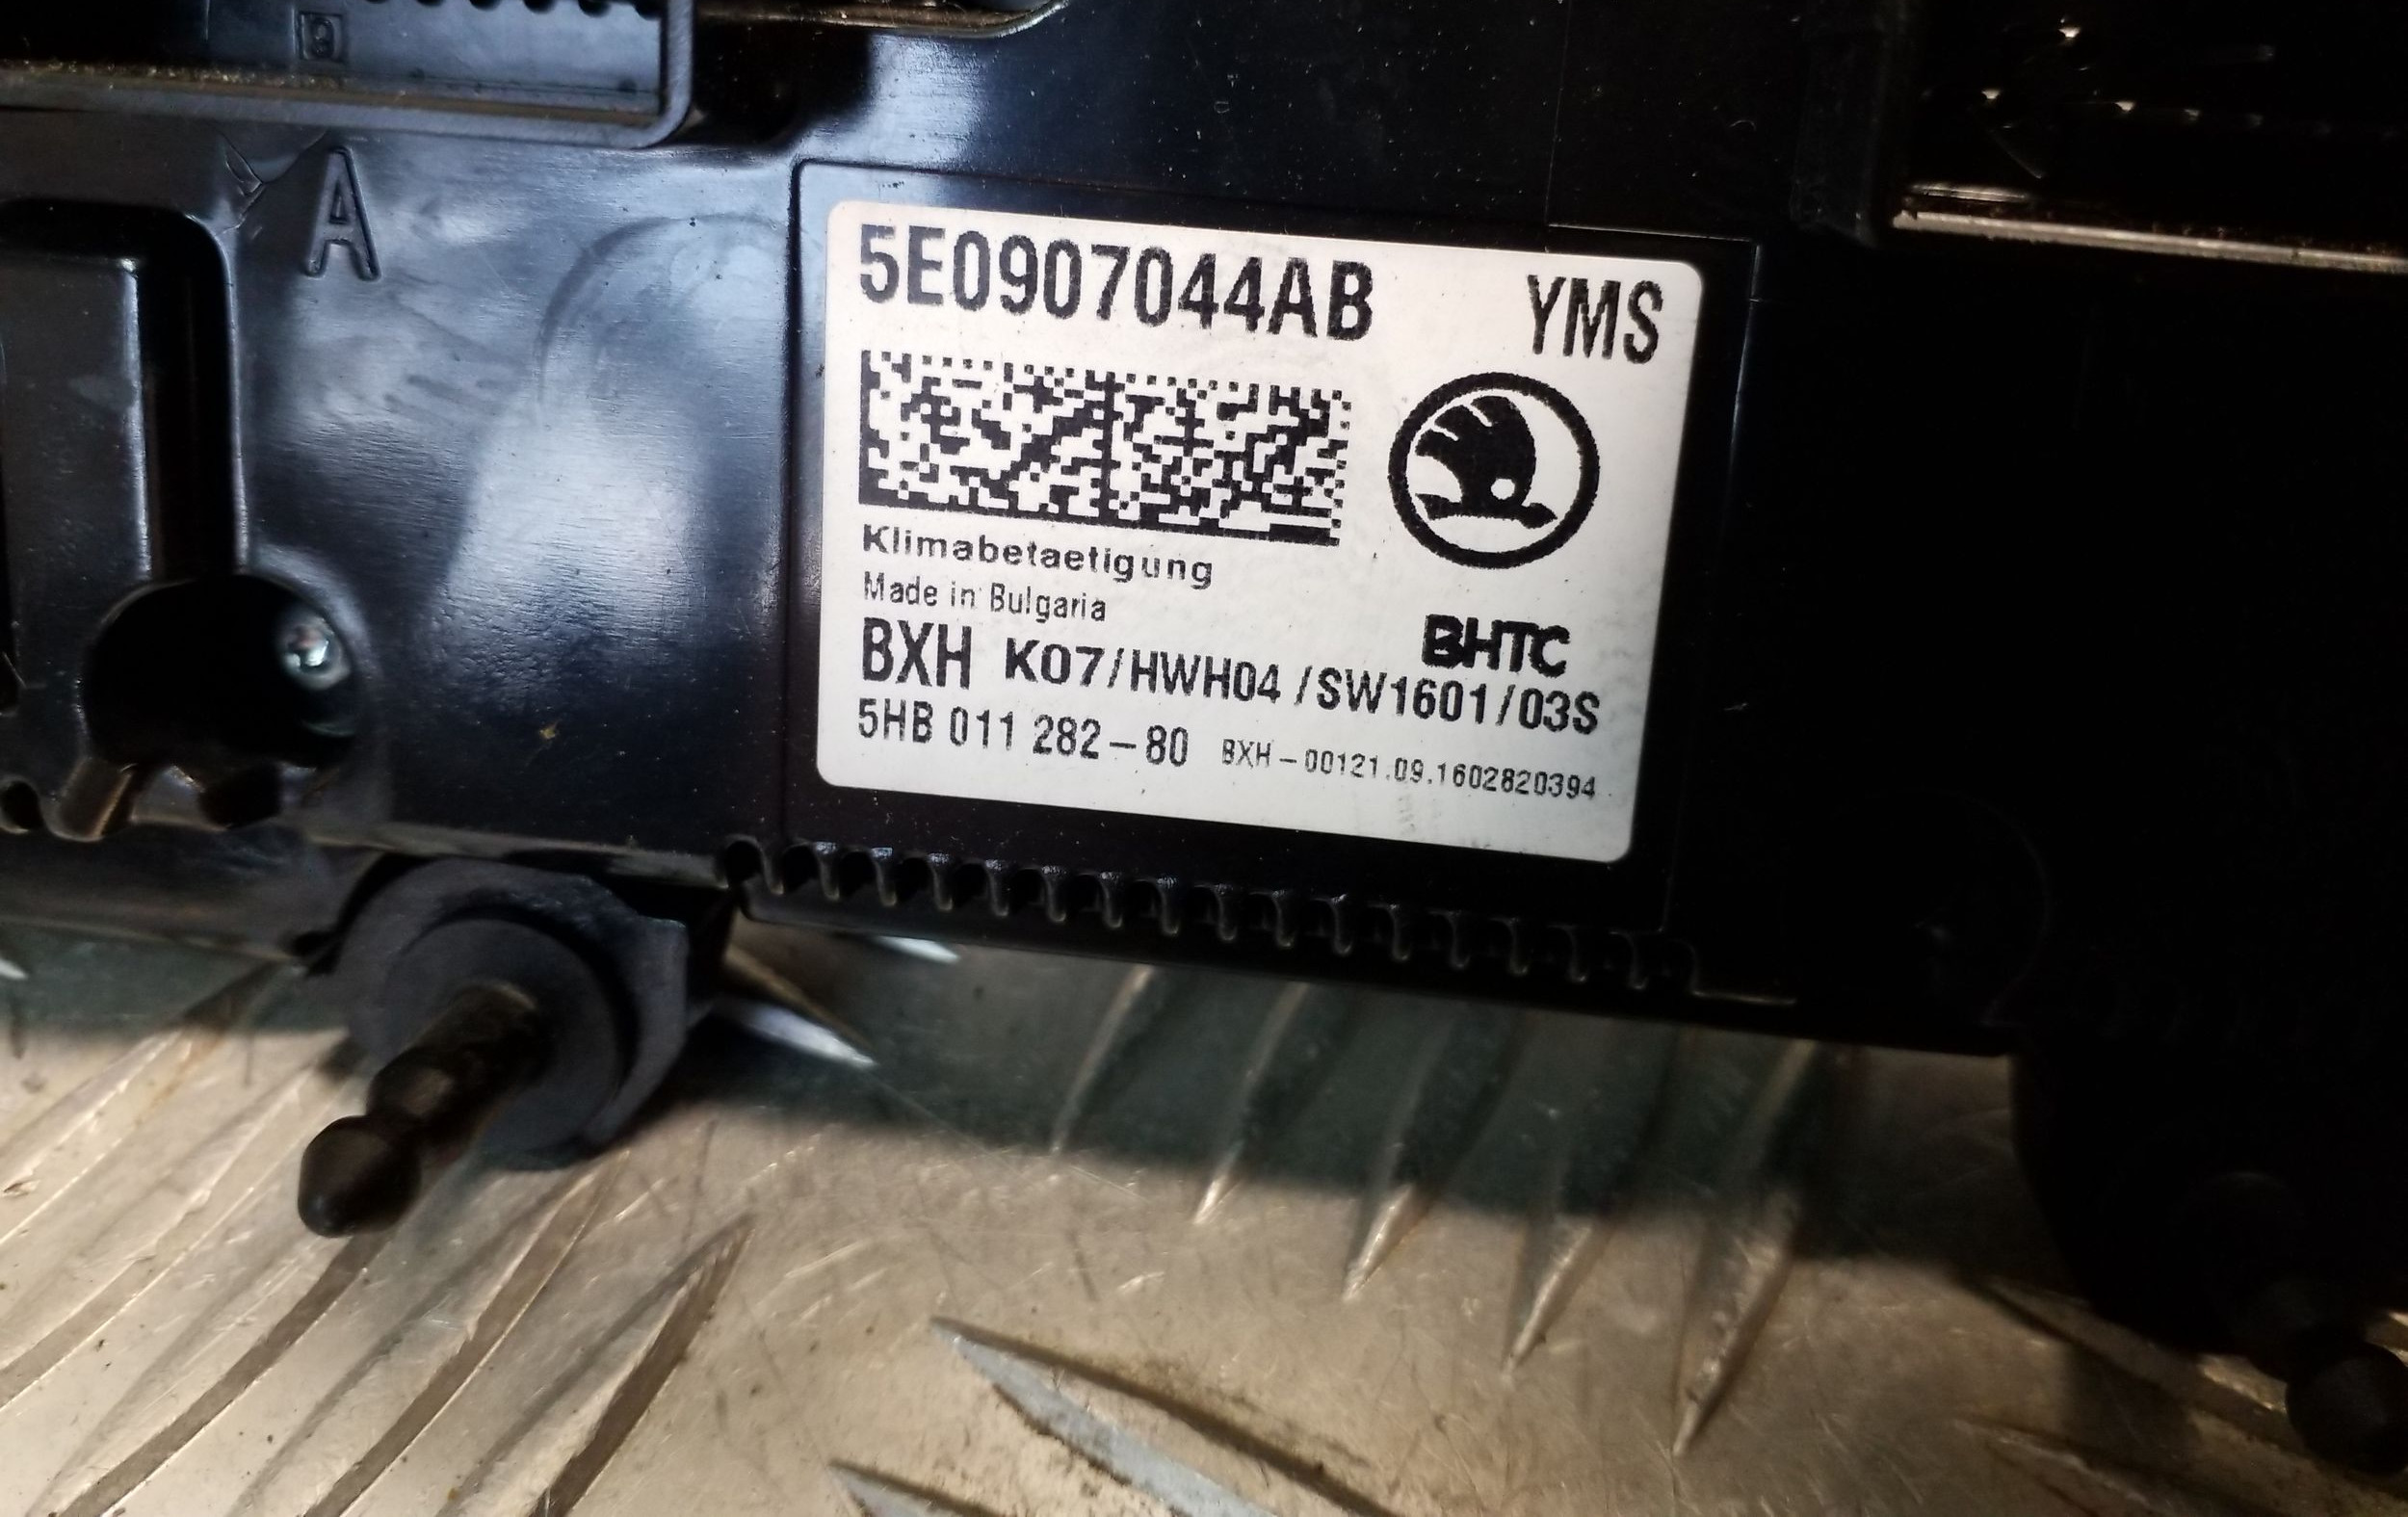 9
A
5E0907044AB YMS
Klimabetaetigung
Made in Bulgaria
BHTC
BXH K07/HWH04 /SW1601/03S
5HB 011 282-80 BXH-00121.09.1602820394